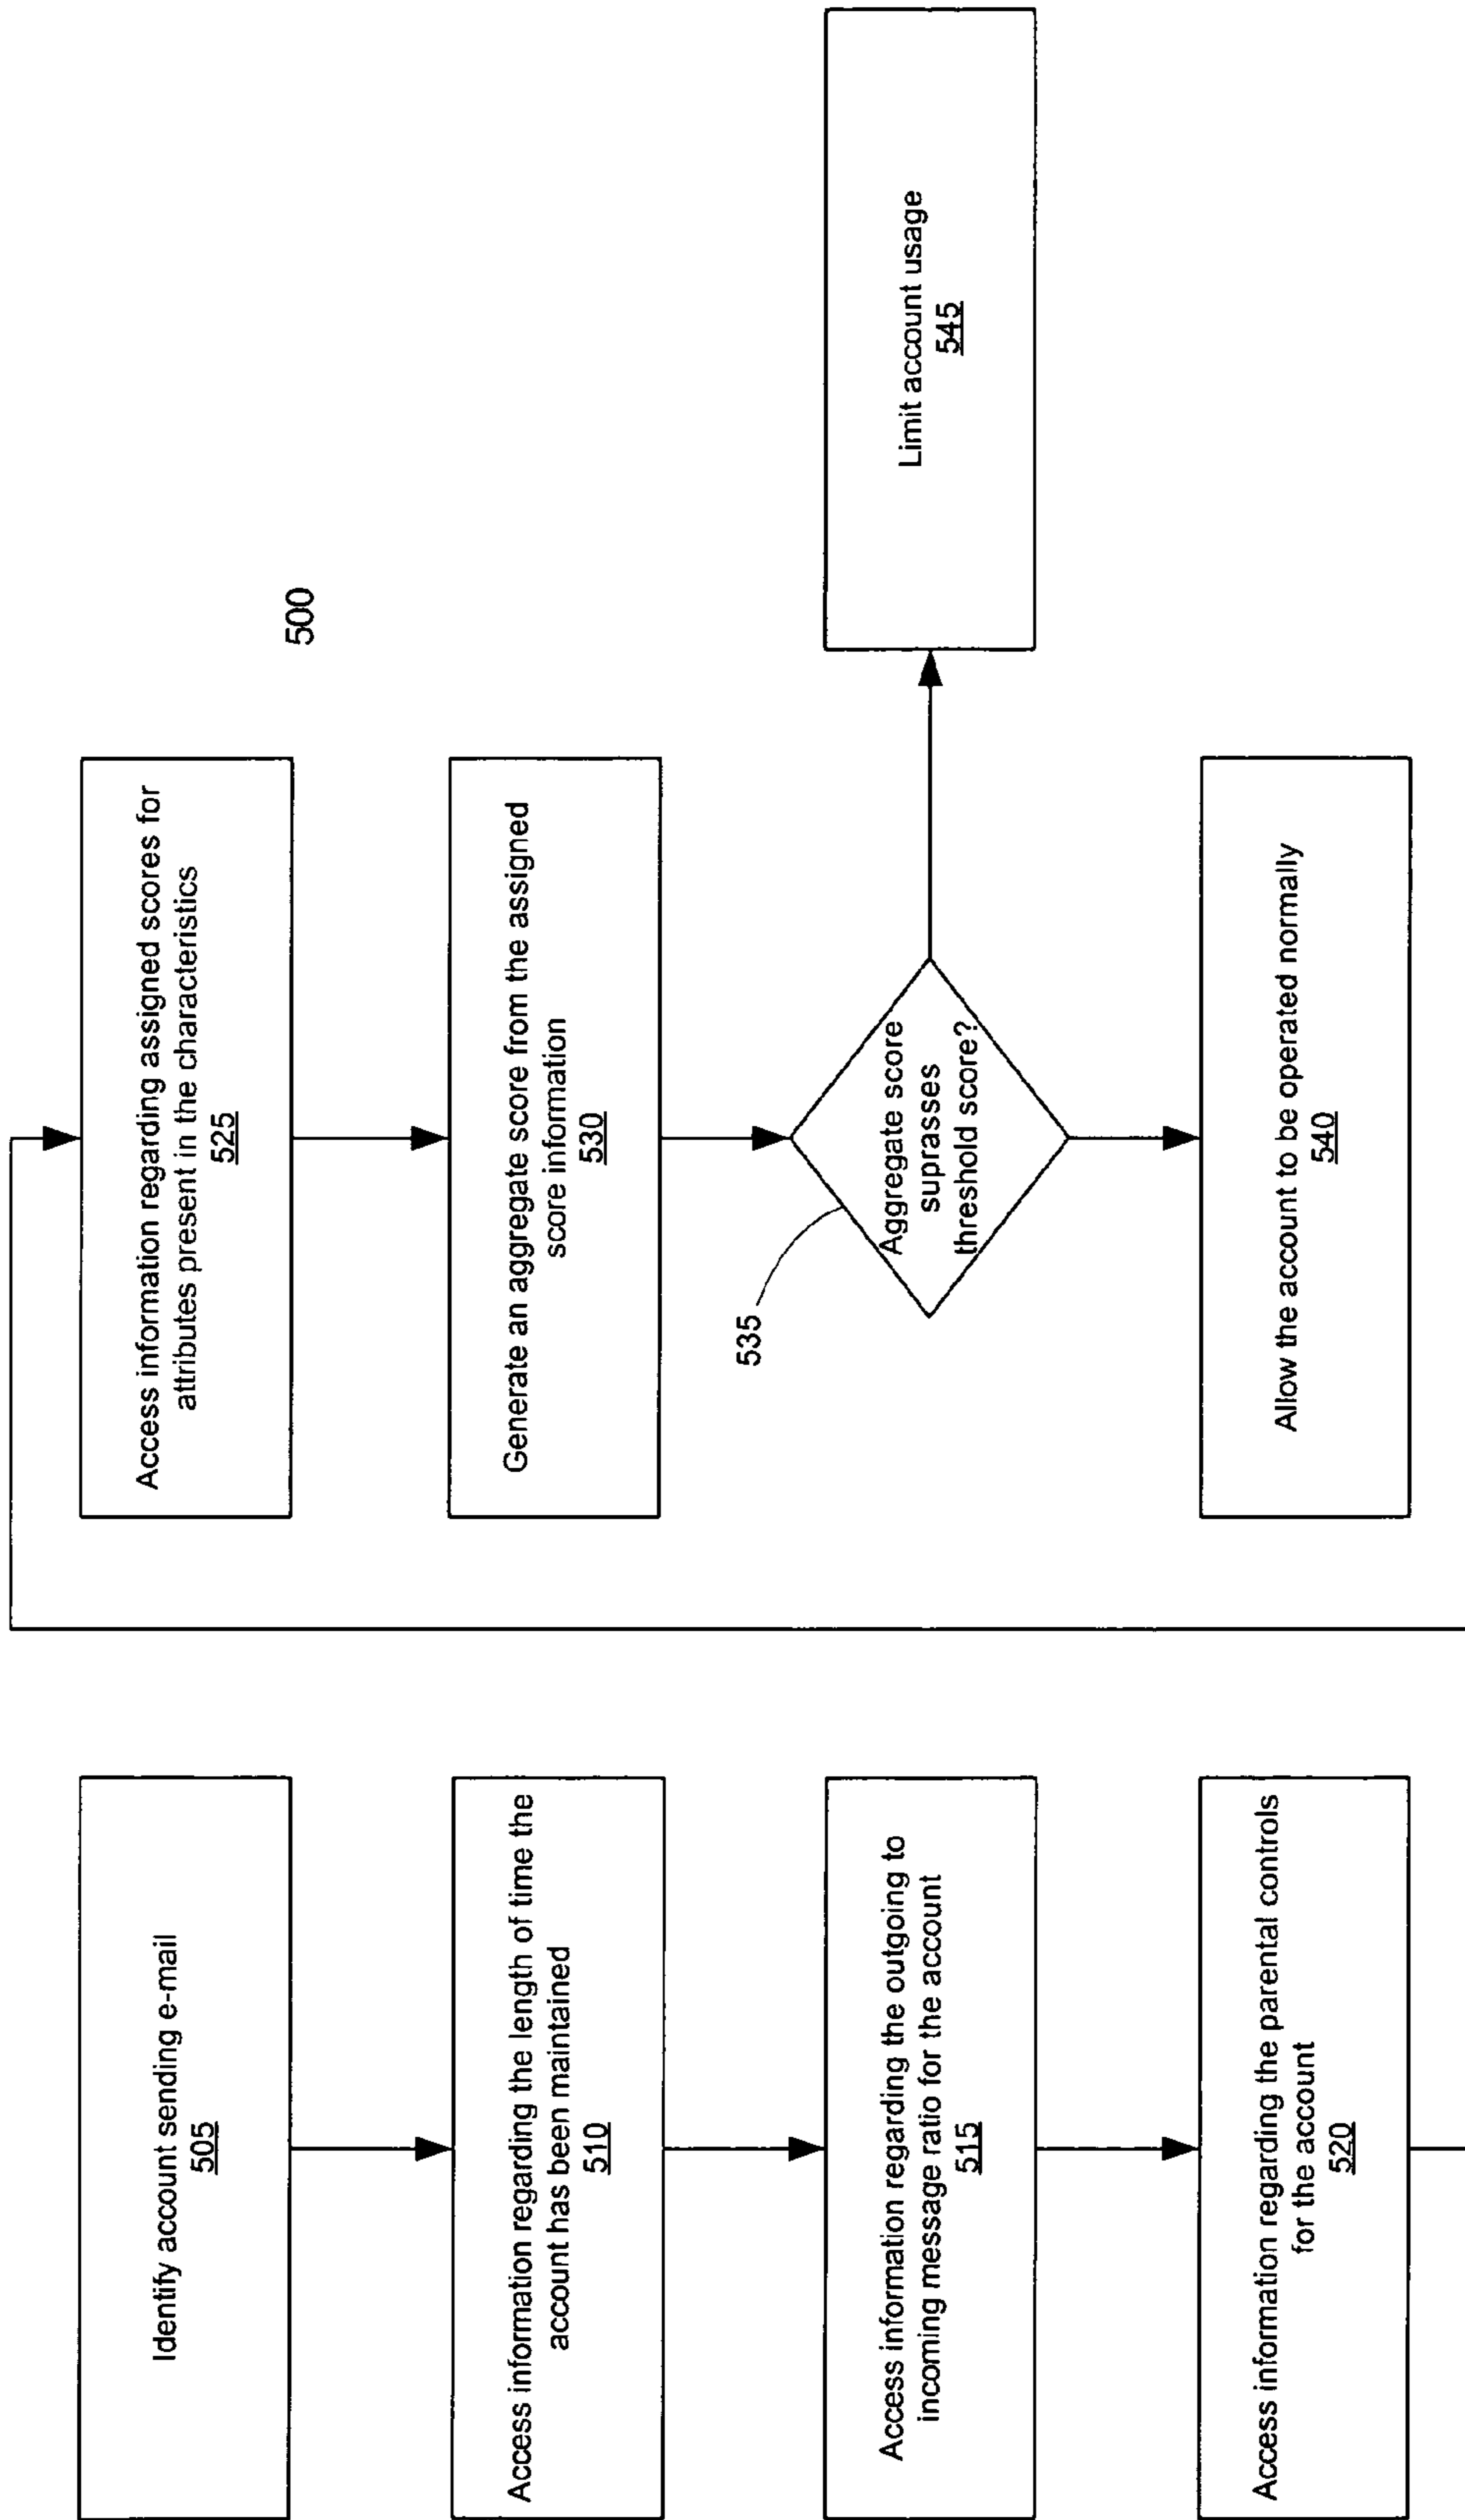 500
Identify account sending e-mail
505
Access information regarding the length of time the
account has been maintained
510
Access information regarding the outgoing to
incoming message ratio for the account
515
Access information regarding the parental controls
for the account
520
Access information regarding assigned scores for
attributes present in the characteristics
525
Generate an aggregate score from the assigned
score information
530
535
Aggregate score
suprasses
threshold score?
Allow the account to be operated normally
540
Limit account usage
545